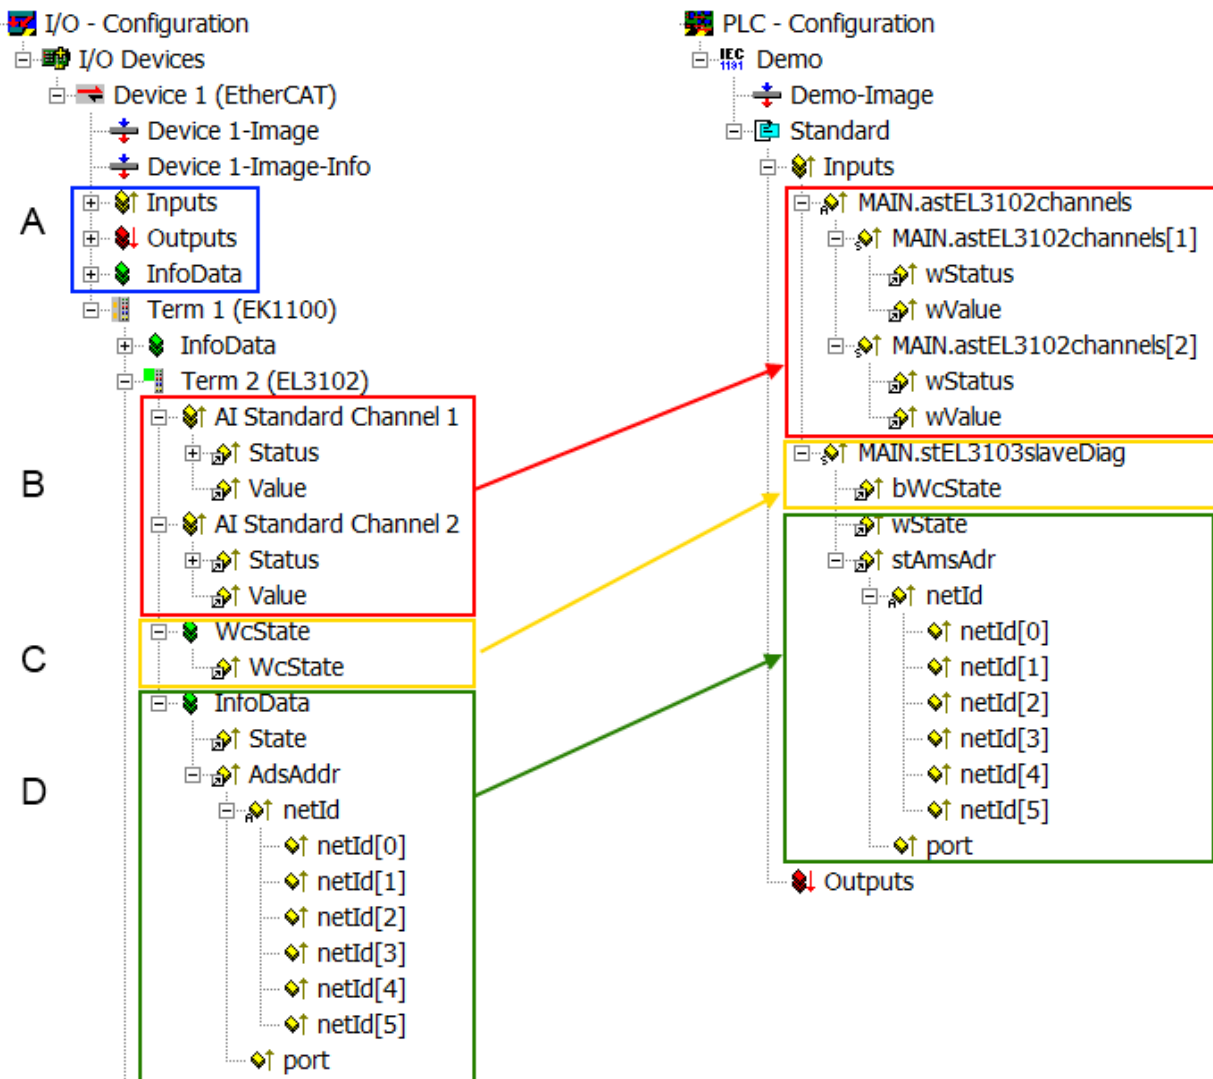 I/O - Configuration
I/O Devices
Device 1 (EtherCAT)
Device 1-Image
Device 1-Image-Info
A
Inputs
Outputs
InfoData
Term 1 (EK1100)
InfoData
Term 2 (EL3102)
B
AI Standard Channel 1
Status
Value
AI Standard Channel 2
Status
Value
C
WcState
WcState
D
InfoData
State
AdsAddr
netId
netId[0]
netId[1]
netId[2]
netId[3]
netId[4]
netId[5]
port
PLC - Configuration
IEC
1131
Demo
Demo-Image
Standard
Inputs
MAIN.astEL3102channels
MAIN.astEL3102channels[1]
wStatus
wValue
MAIN.astEL3102channels[2]
wStatus
wValue
MAIN.stEL3103slaveDiag
bWcState
wState
stAmsAdr
netId
netId[0]
netId[1]
netId[2]
netId[3]
netId[4]
netId[5]
port
Outputs